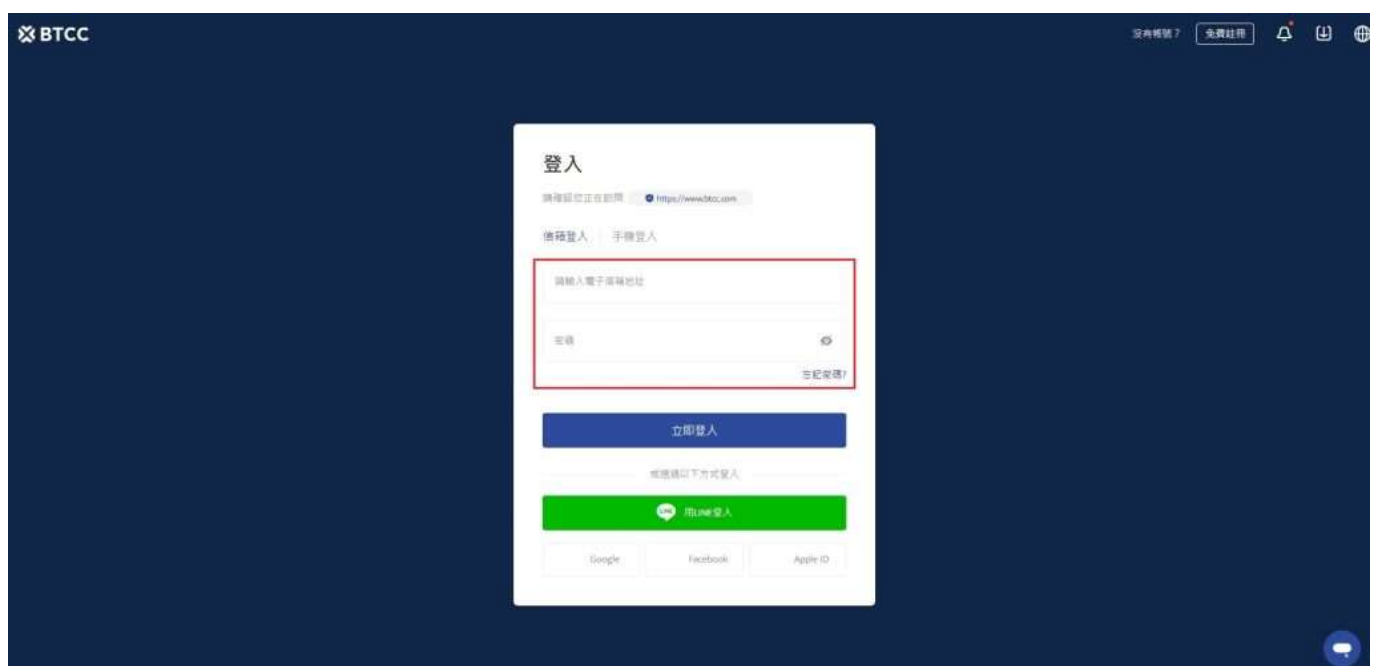 BTCC
沒有帳號？ 免費註冊
登入
請確認您正在訪問 https://www.btcc.com
信箱登入 手機登入
請輸入電子信箱地址
密碼
忘記密碼?
立即登入
或透過以下方式登入
LINE 用LINE登入
Google Facebook Apple ID